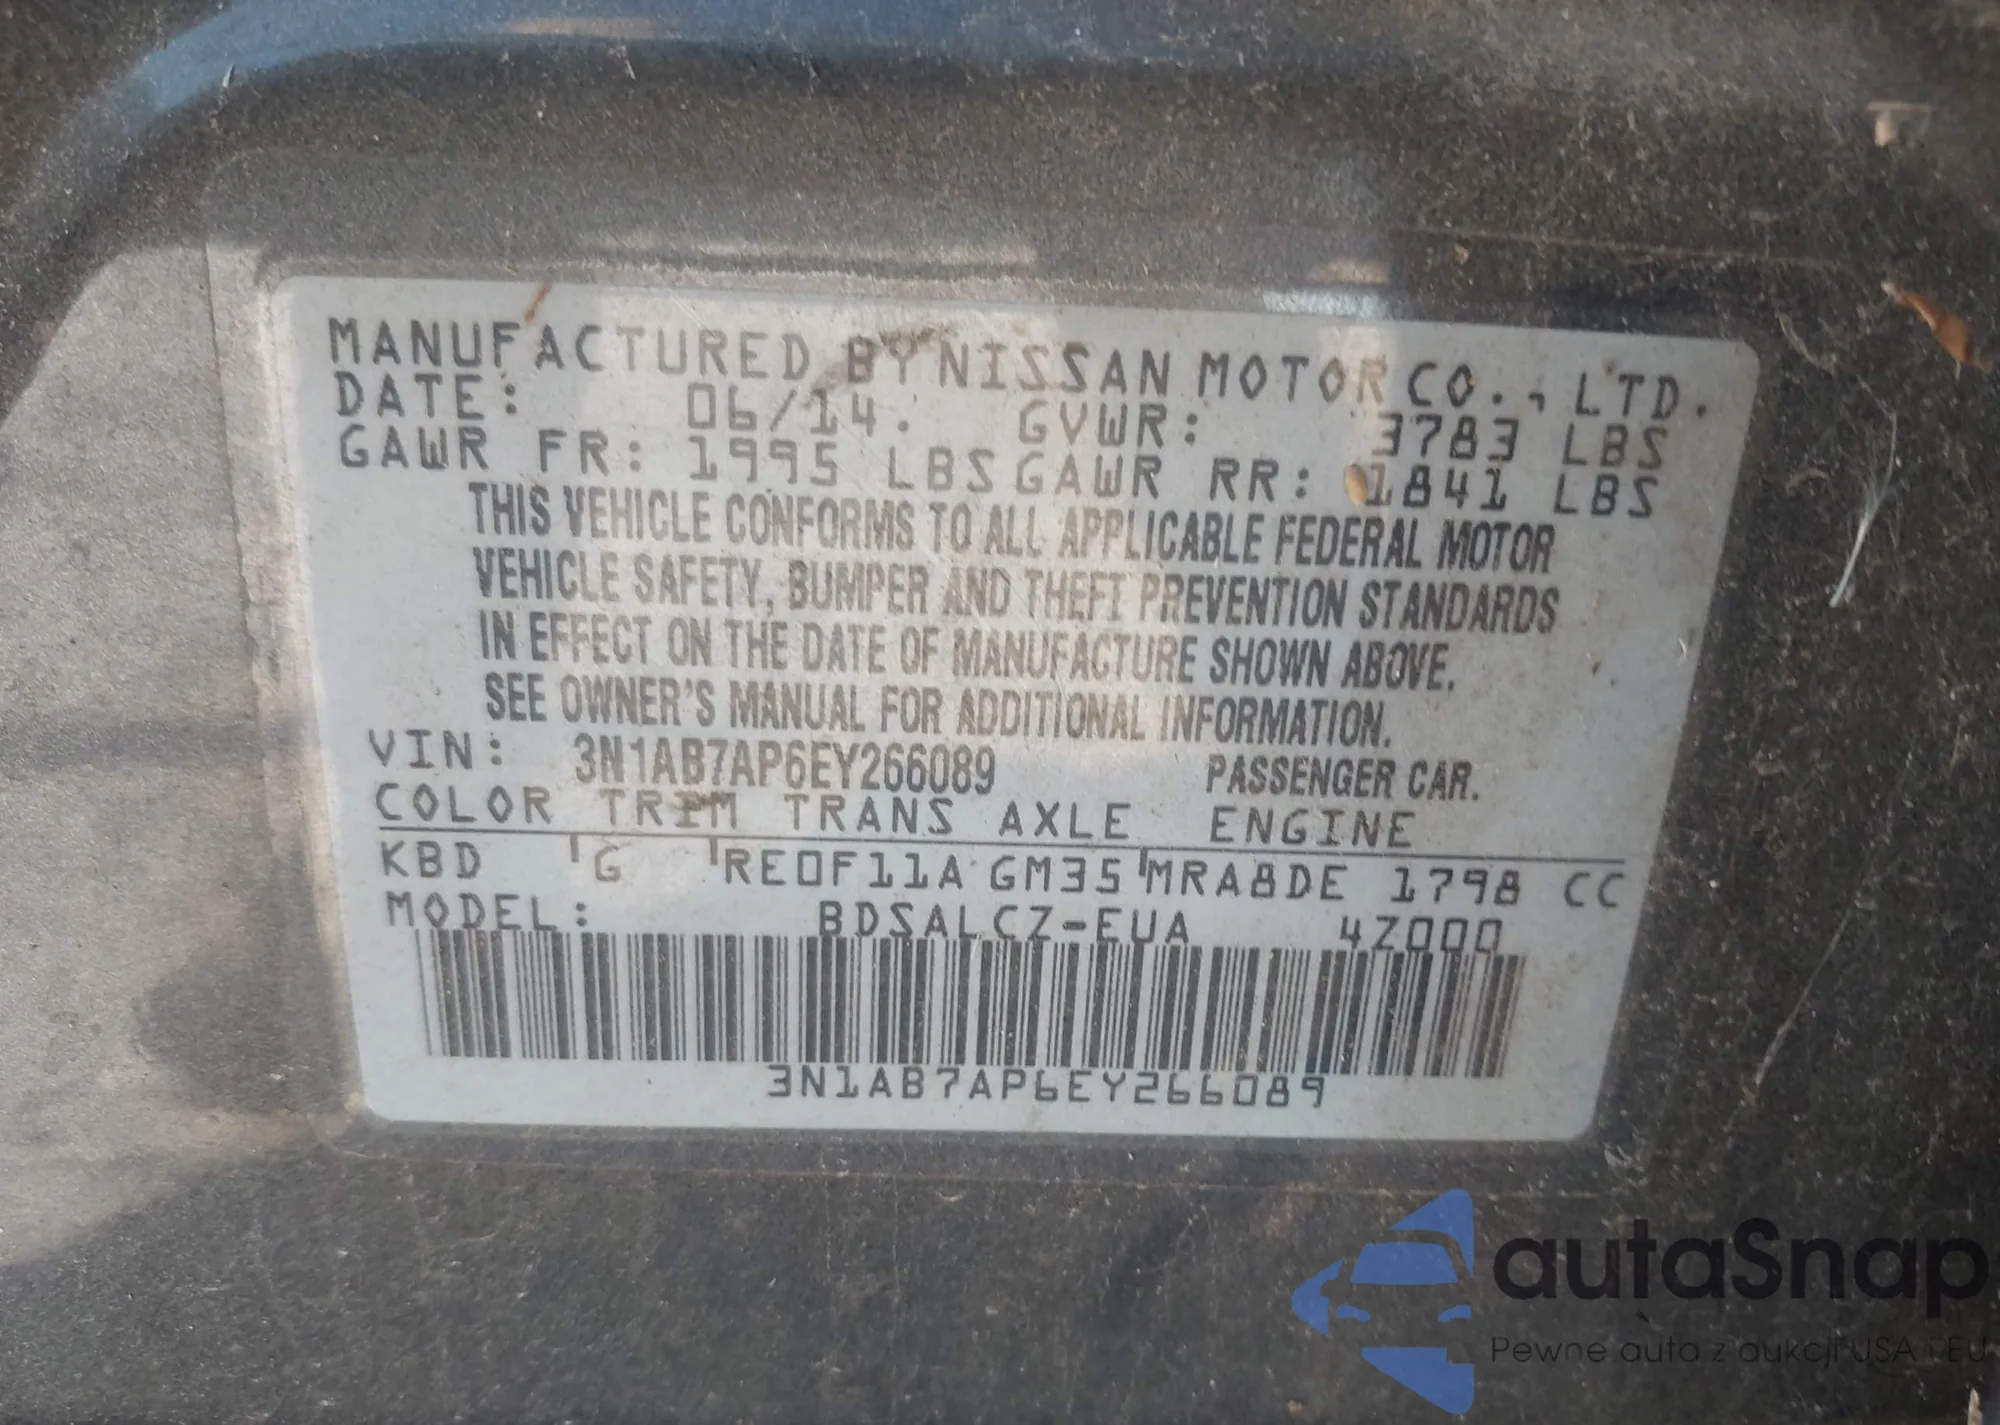 MANUFACTURED BY NISSAN MOTOR CO., LTD.
DATE: 06/14. GVWR: 3783 LBS
GAWR FR: 1995 LBS GAWR RR: 1841 LBS
THIS VEHICLE CONFORMS TO ALL APPLICABLE FEDERAL MOTOR
VEHICLE SAFETY, BUMPER AND THEFT PREVENTION STANDARDS
IN EFFECT ON THE DATE OF MANUFACTURE SHOWN ABOVE.
SEE OWNER'S MANUAL FOR ADDITIONAL INFORMATION.
VIN: 3N1AB7AP6EY266089 PASSENGER CAR.
COLOR TRIM TRANS AXLE ENGINE
KBD G RE0F11A GM35 MRA8DE 1798 CC
MODEL: BDSALCZ-EUA 4Z000
3N1AB7AP6EY266089
autaSnap
Pewne auta z aukcji USA i EU